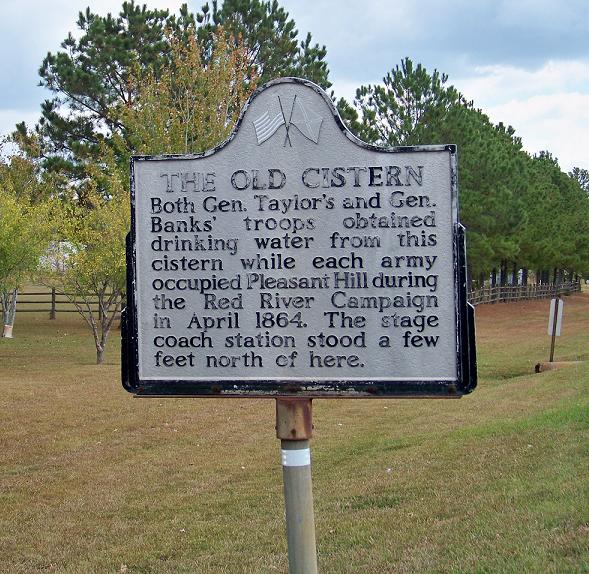 THE OLD CISTERN
Both Gen. Taylor's and Gen.
Banks' troops obtained
drinking water from this
cistern while each army
occupied Pleasant Hill during
the Red River Campaign
in April 1864. The stage
coach station stood a few
feet north of here.